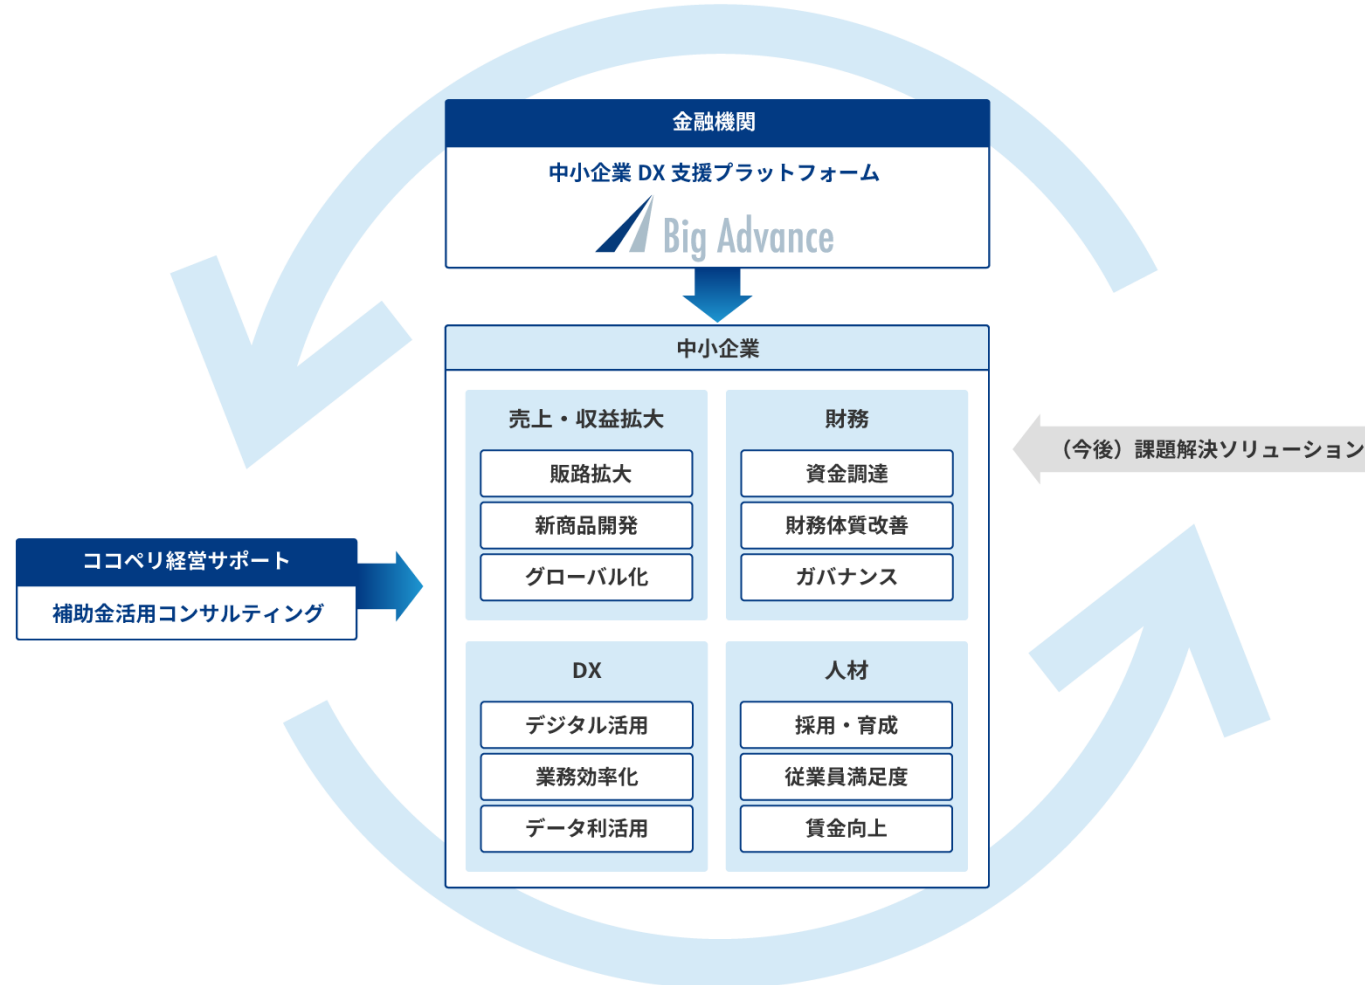 金融機関
中小企業 DX 支援プラットフォーム
Big Advance
中小企業
売上・収益拡大
販路拡大
新商品開発
グローバル化
財務
資金調達
財務体質改善
ガバナンス
(今後) 課題解決ソリューション
ココペリ経営サポート
補助金活用コンサルティング
DX
デジタル活用
業務効率化
データ利活用
人材
採用・育成
従業員満足度
賃金向上